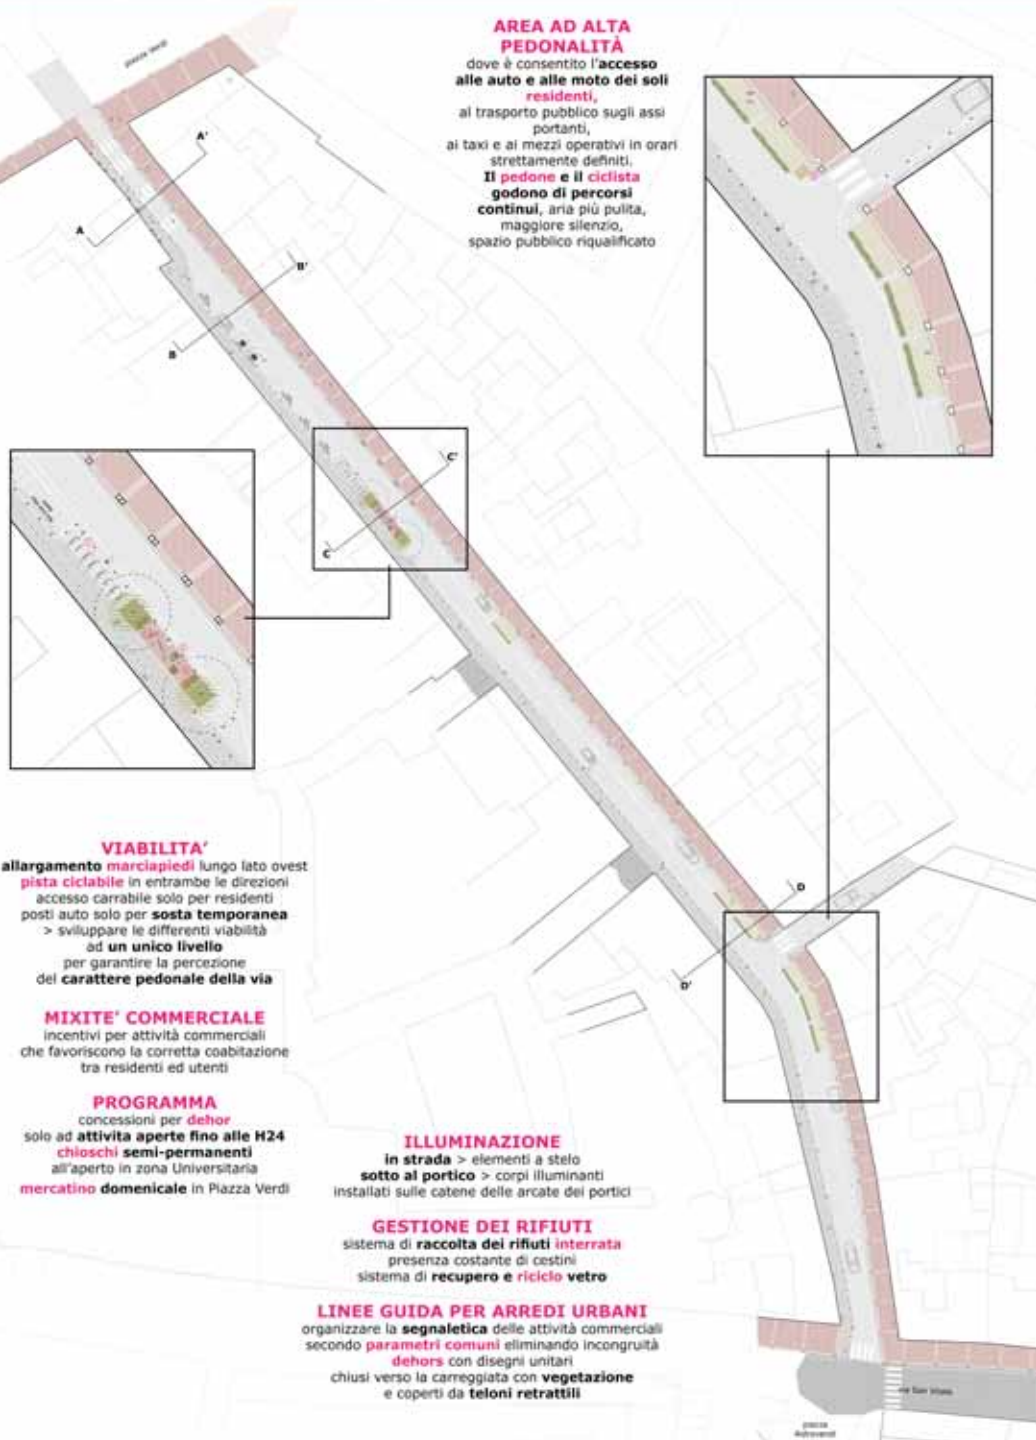 piazza Verdi
AREA AD ALTA
PEDONALITÀ
dove è consentito l'accesso
alle auto e alle moto dei soli
residenti,
al trasporto pubblico sugli assi
portanti,
ai taxi e ai mezzi operativi in orari
strettamente definiti.
Il pedone e il ciclista
godono di percorsi
continui, aria più pulita,
maggiore silenzio,
spazio pubblico riqualificato
A'
A
B'
B
C'
C
D
D'
VIABILITA'
allargamento marciapiedi lungo lato ovest
pista ciclabile in entrambe le direzioni
accesso carrabile solo per residenti
posti auto solo per sosta temporanea
> sviluppare le differenti viabilità
ad un unico livello
per garantire la percezione
del carattere pedonale della via
MIXITE' COMMERCIALE
incentivi per attività commerciali
che favoriscono la corretta coabitazione
tra residenti ed utenti
PROGRAMMA
concessioni per dehor
solo ad attivita aperte fino alle H24
chioschi semi-permanenti
all'aperto in zona Universitaria
mercatino domenicale in Piazza Verdi
ILLUMINAZIONE
in strada > elementi a stelo
sotto al portico > corpi illuminanti
installati sulle catene delle arcate dei portici
GESTIONE DEI RIFIUTI
sistema di raccolta dei rifiuti interrata
presenza costante di cestini
sistema di recupero e riciclo vetro
LINEE GUIDA PER ARREDI URBANI
organizzare la segnaletica delle attività commerciali
secondo parametri comuni eliminando incongruità
dehors con disegni unitari
chiusi verso la carreggiata con vegetazione
e coperti da teloni retrattili
via San Vitale
piazza
Aldrovandi